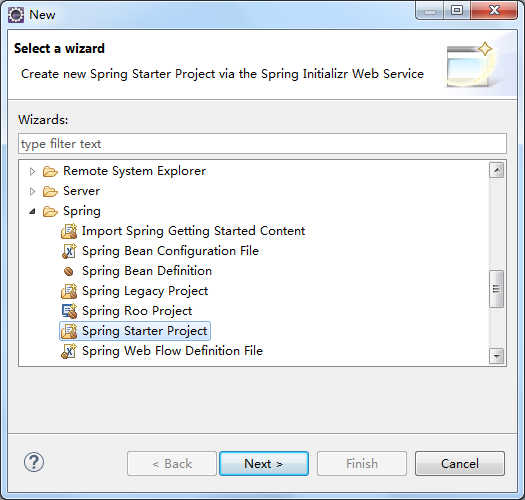 New
Select a wizard
Create new Spring Starter Project via the Spring Initializr Web Service
Wizards:
type filter text
Remote System Explorer
Server
Spring
Import Spring Getting Started Content
Spring Bean Configuration File
Spring Bean Definition
Spring Legacy Project
Spring Roo Project
Spring Starter Project
Spring Web Flow Definition File
< Back
Next >
Finish
Cancel